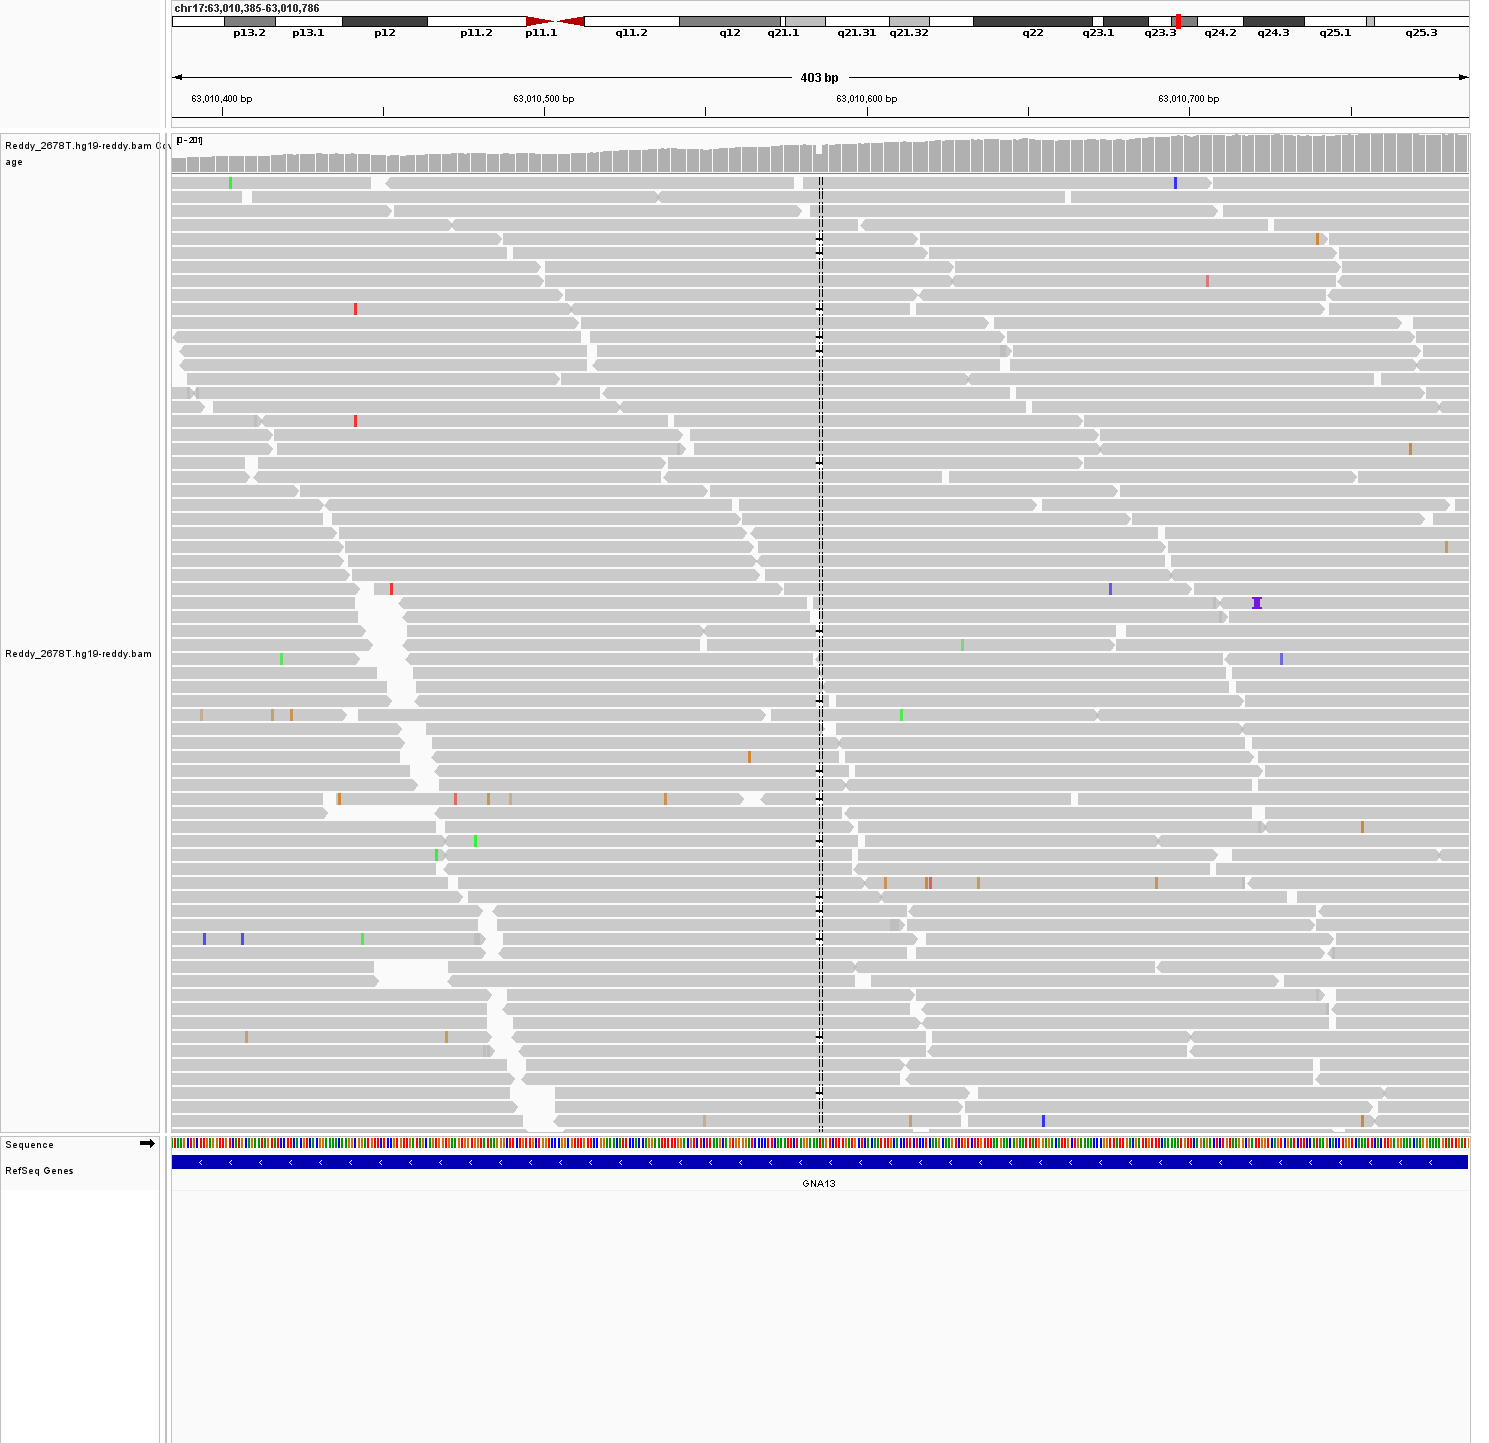 chr17:63,010,385-63,010,786
p13.2 p13.1 p12 p11.2 p11.1 q11.2 q12 q21.1 q21.31 q21.32 q22 q23.1 q23.3 q24.2 q24.3 q25.1 q25.3
403 bp
63,010,400 bp 63,010,500 bp 63,010,600 bp 63,010,700 bp
Reddy_2678T.hg19-reddy.bam Cov
age
[0 - 201]
Reddy_2678T.hg19-reddy.bam
Sequence
RefSeq Genes
GNA13